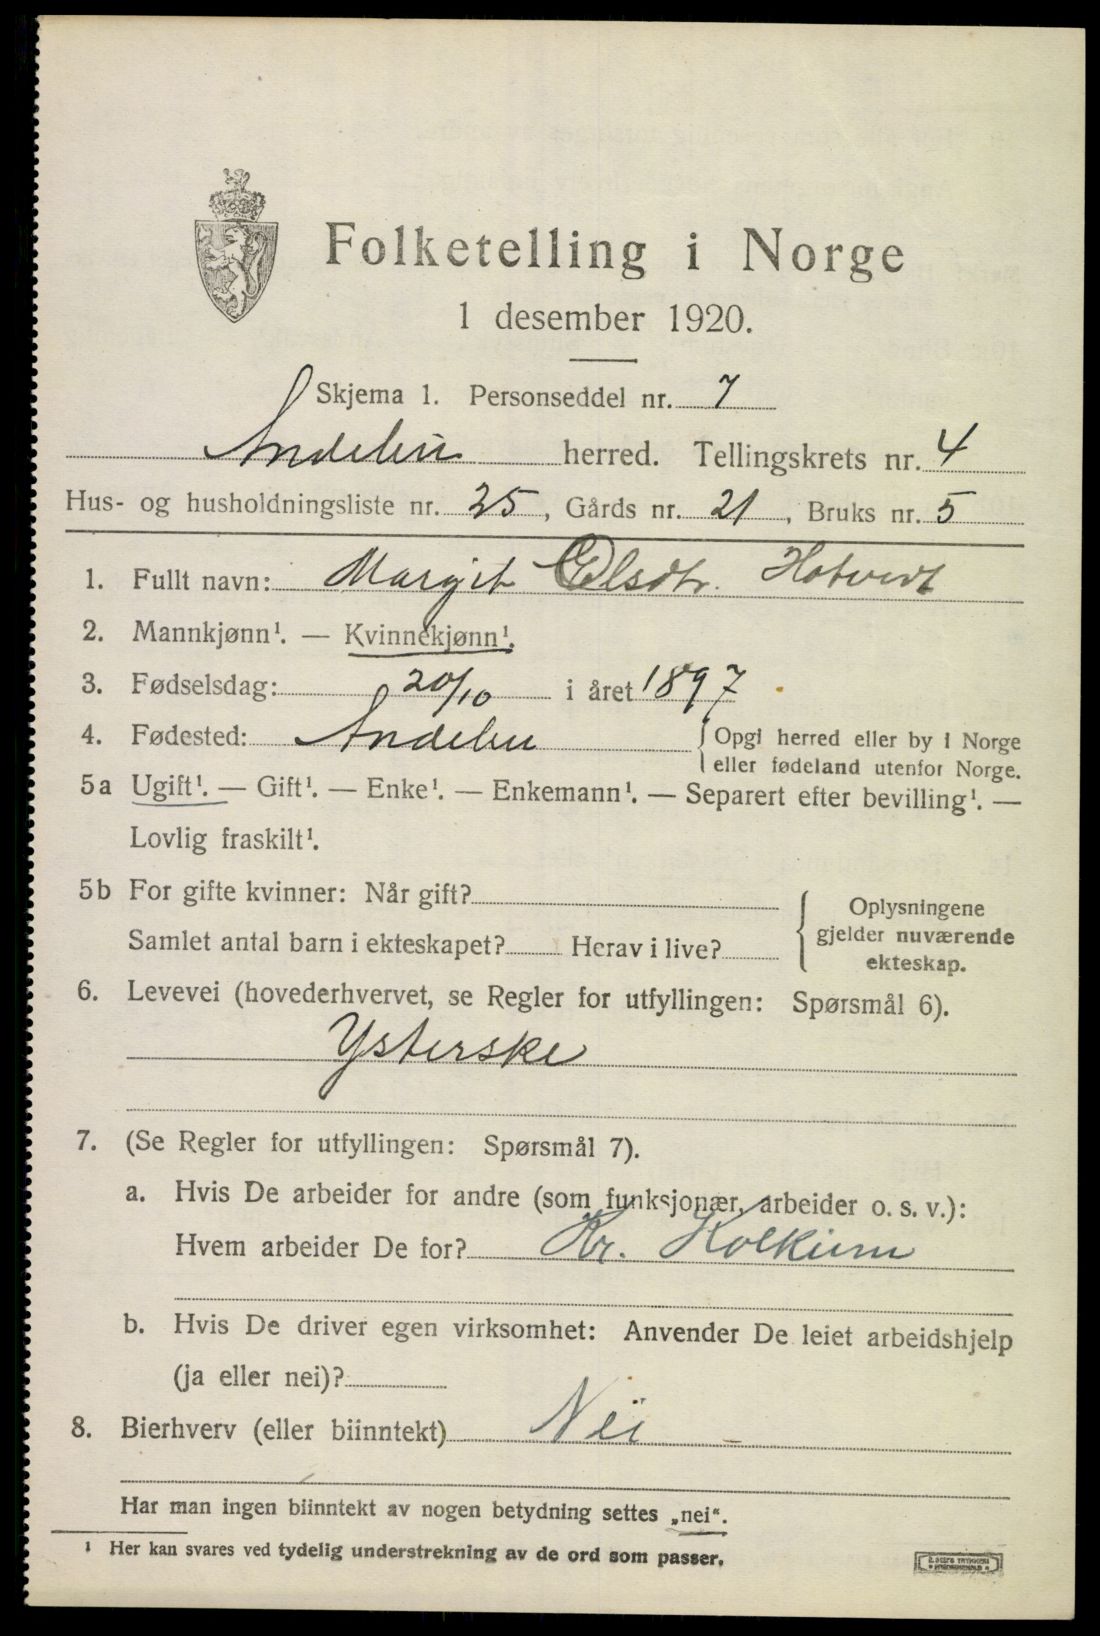 Folketelling i Norge
1 desember 1920.
Skjema 1. Personseddel nr. 7
Andebu herred. Tellingskrets nr. 4
Hus- og husholdningsliste nr. 25, Gårds nr. 21, Bruks nr. 5
1. Fullt navn: Margit Olsdtr. Hotvedt
2. Mannkjønn¹. — Kvinnekjønn¹.
3. Fødselsdag: 20/10 i året 1897
4. Fødested: Andebu { Opgi herred eller by i Norge
eller fødeland utenfor Norge.
5a Ugift¹. — Gift¹. — Enke¹. — Enkemann¹. — Separert efter bevilling¹. —
Lovlig fraskilt¹.
5b For gifte kvinner: Når gift?
Samlet antal barn i ekteskapet? Herav i live?
Oplysningene
gjelder nuværende
ekteskap.
6. Levevei (hovederhvervet, se Regler for utfyllingen: Spørsmål 6).
Ysterske
7. (Se Regler for utfyllingen: Spørsmål 7).
a. Hvis De arbeider for andre (som funksjonær, arbeider o. s. v.):
Hvem arbeider De for? Kr. Kolkinn
b. Hvis De driver egen virksomhet: Anvender De leiet arbeidshjelp
(ja eller nei)?
8. Bierhverv (eller biinntekt) Nei
Har man ingen biinntekt av nogen betydning settes „nei“.
¹ Her kan svares ved tydelig understrekning av de ord som passer.